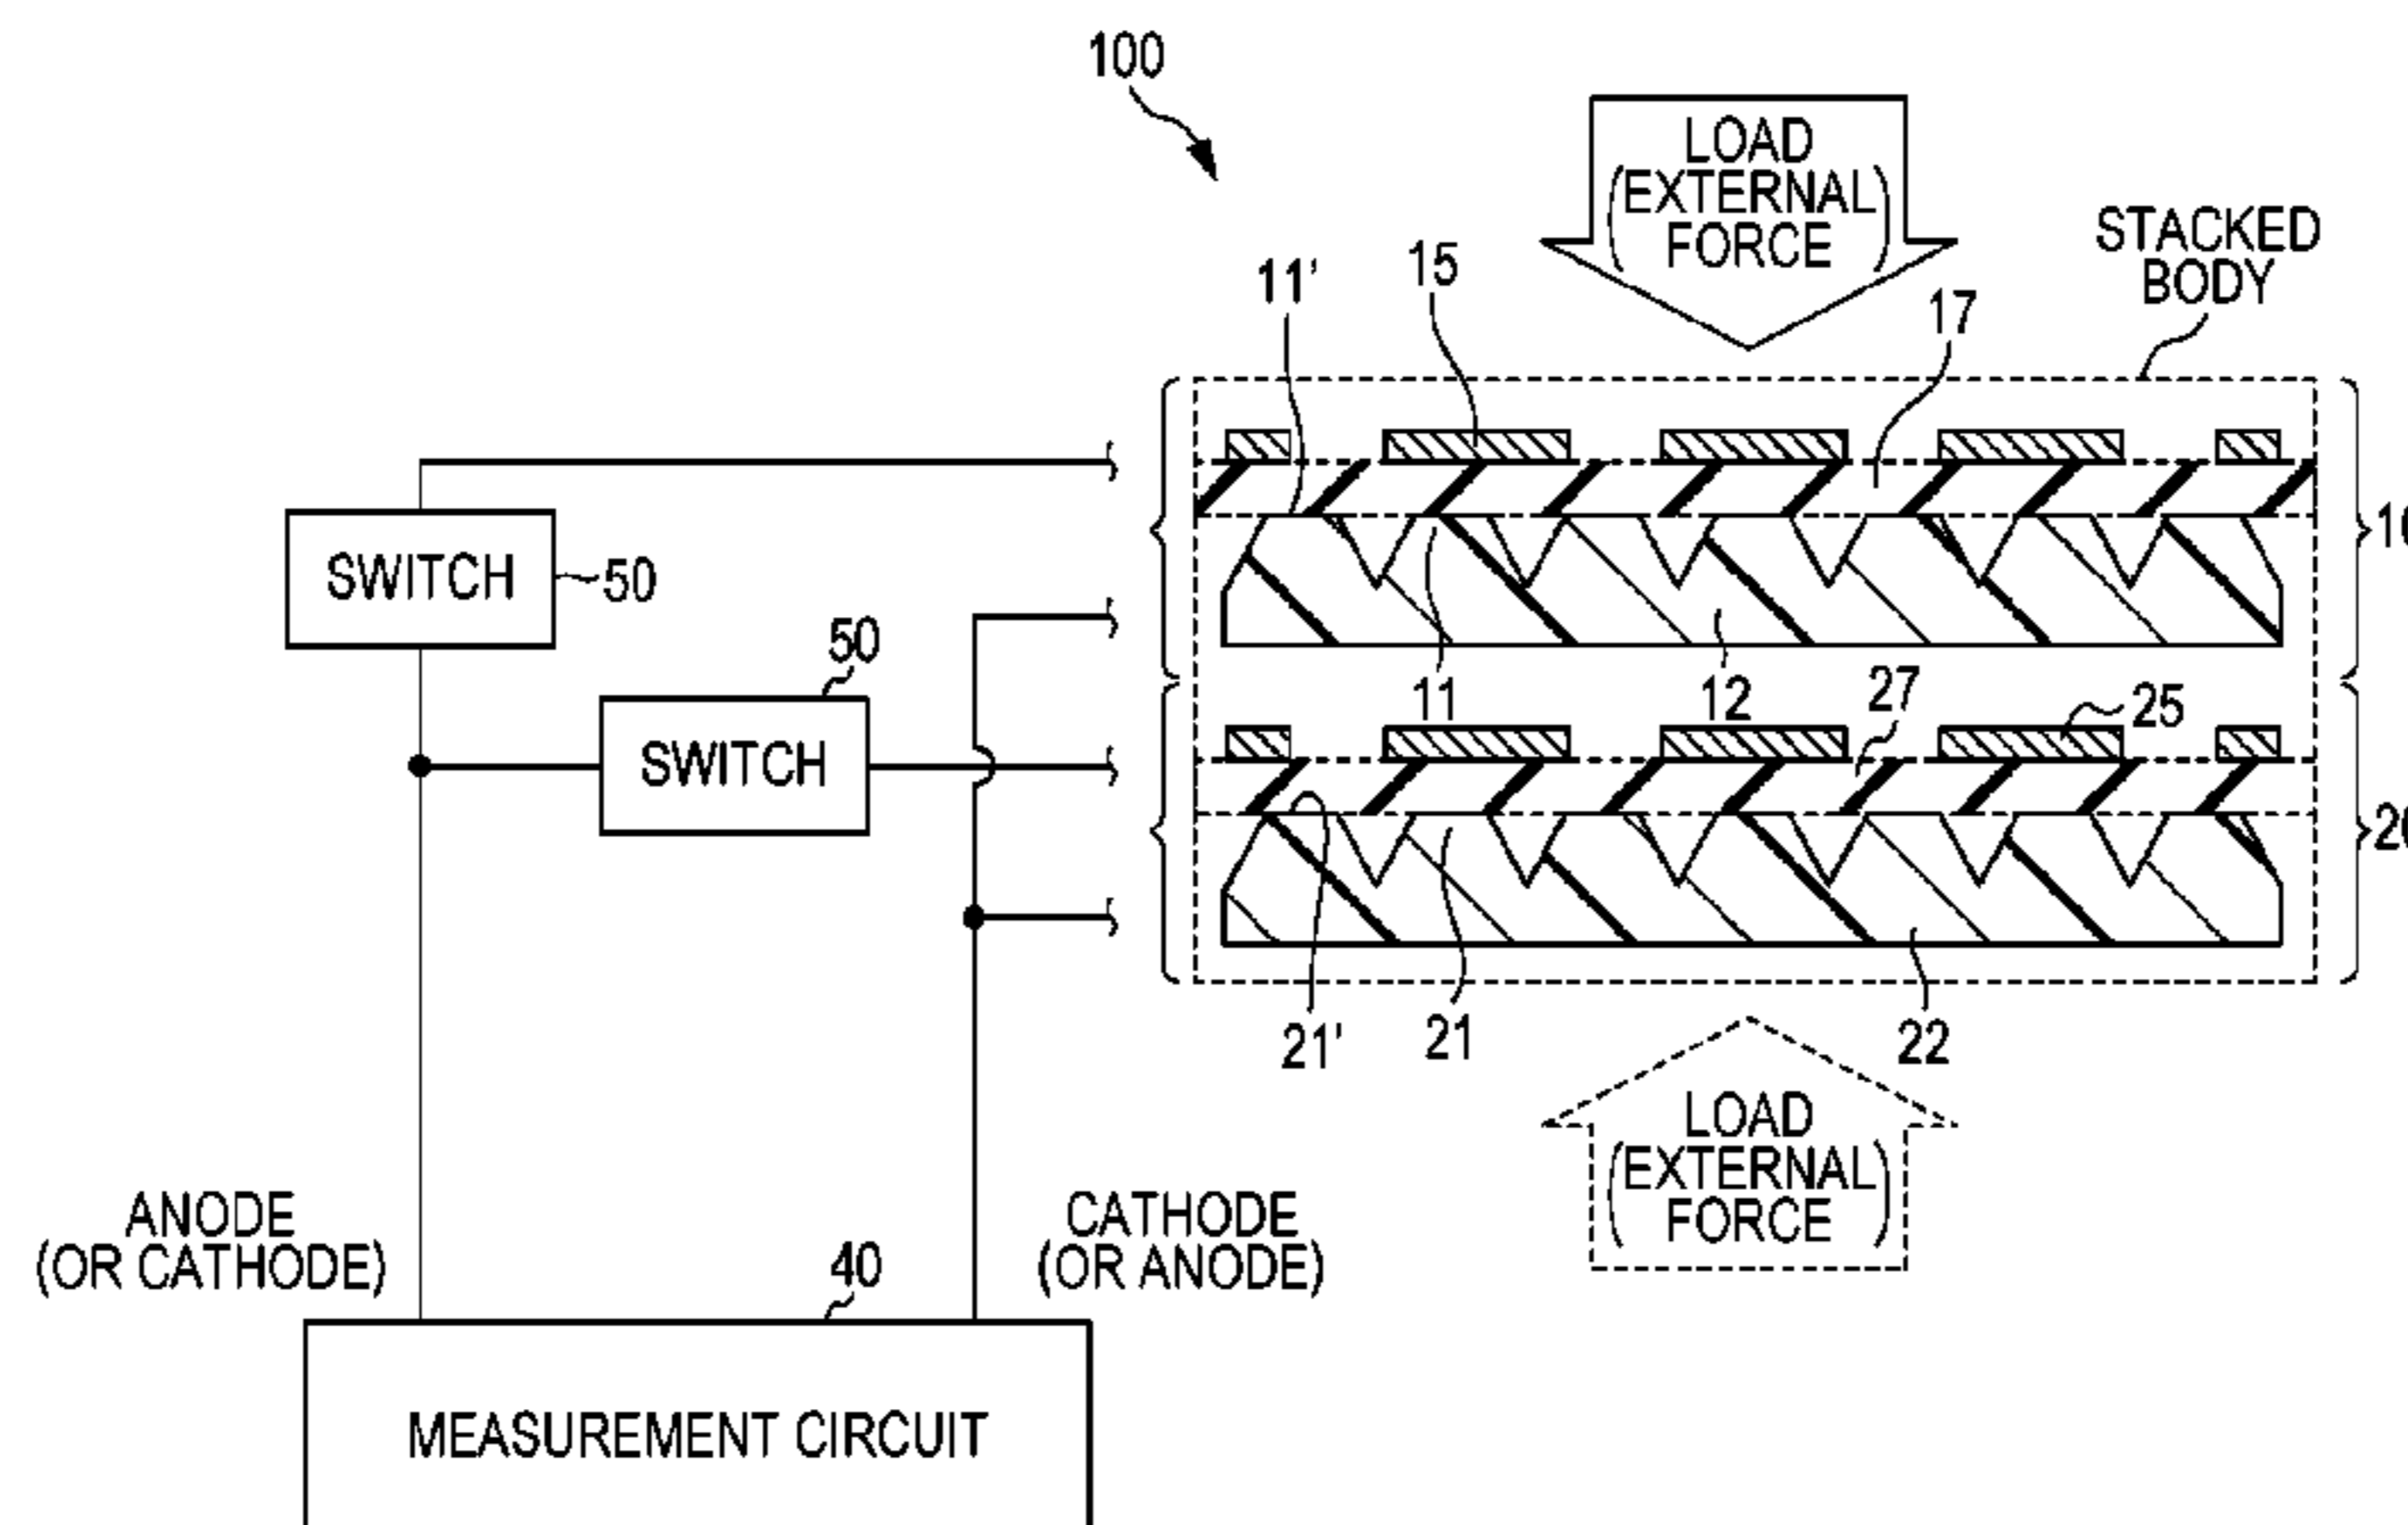 100
LOAD
(EXTERNAL)
FORCE
STACKED
BODY
15
11'
17
SWITCH
50
50
SWITCH
11
12
27
25
21'
21
22
LOAD
(EXTERNAL)
FORCE
ANODE
(OR CATHODE)
CATHODE
(OR ANODE)
40
MEASUREMENT CIRCUIT